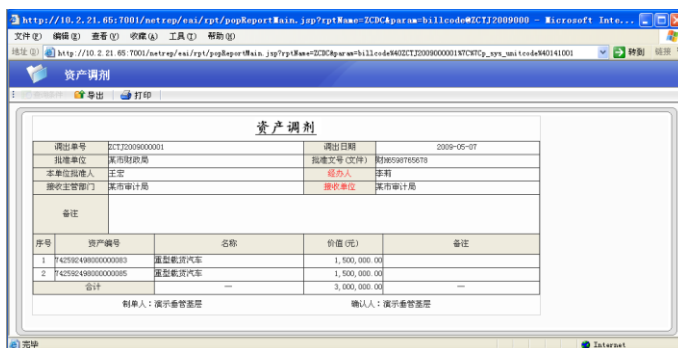 http://10.2.21.65:7001/netrep/eai/rpt/popReportMain.jsp?rptName=ZCDC&param=billcode@ZCTJ2009000 - Microsoft Inte...
文件(F) 编辑(E) 查看(V) 收藏(A) 工具(T) 帮助(H)
地址(D) http://10.2.21.65:7001/netrep/eai/rpt/popReportMain.jsp?rptName=ZCDC&param=billcode%40ZCTJ2009000001%7C%7Cp_sys_unitcode%40141001 转到 链接
资产调剂
导出 打印
资产调剂
调出单号 ZCTJ2009000001 调出日期 2009-05-07
批准单位 某市财政局 批准文号(文件) 财H6598765678
本单位批准人 王宏 经办人 李莉
接收主管部门 某市审计局 接收单位 某市审计局
备注
序号 资产编号 名称 价值(元) 备注
1 742592498000000083 重型载货汽车 1,500,000.00
2 742592498000000085 重型载货汽车 1,500,000.00
合计 — 3,000,000.00 —
制单人：演示垂管基层 确认人：演示垂管基层
完毕 Internet